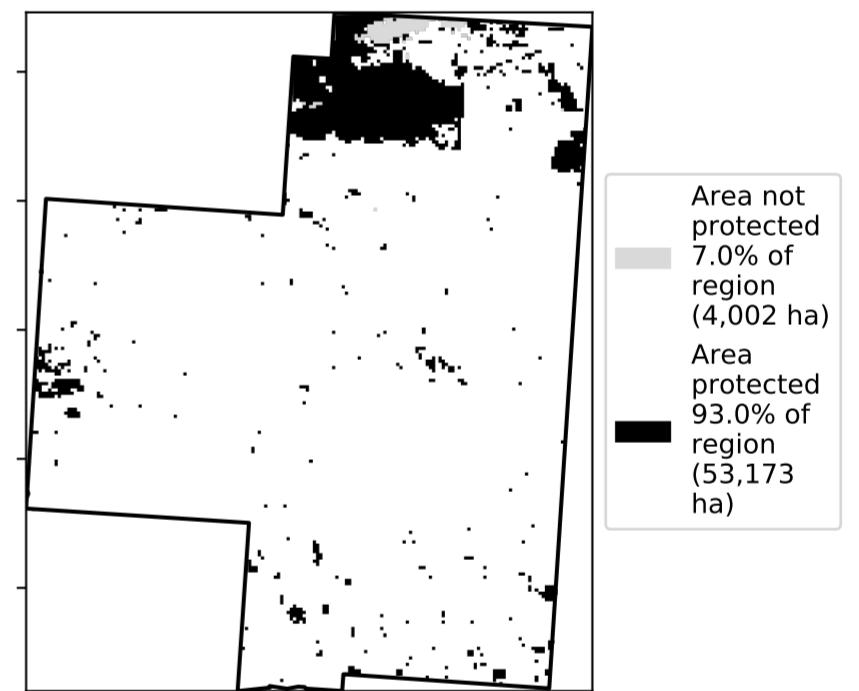 Area not
protected
7.0% of
region
(4,002 ha)
Area
protected
93.0% of
region
(53,173
ha)